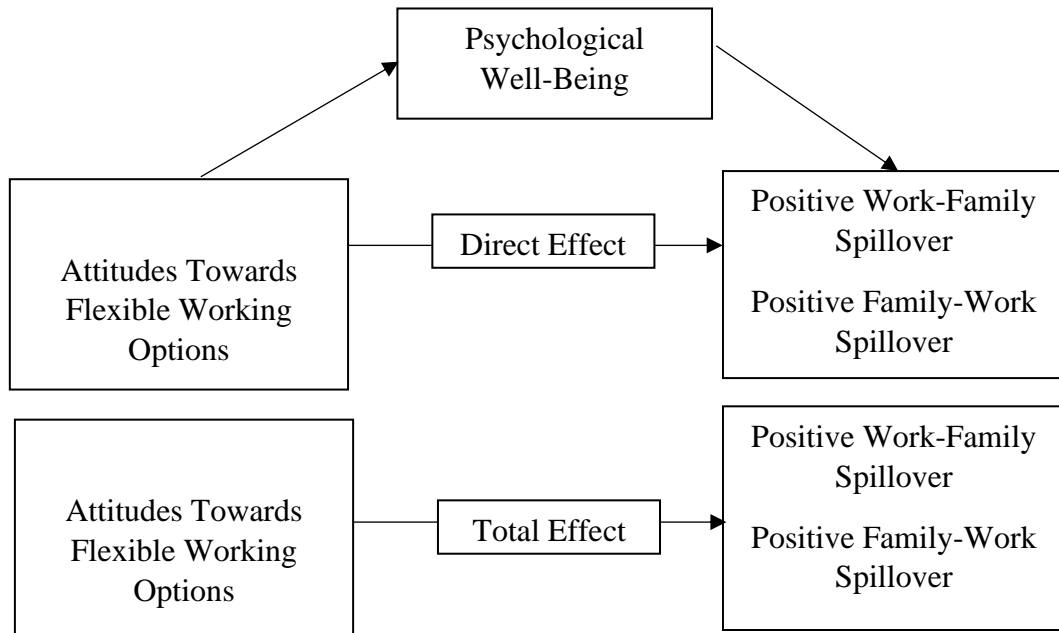 Psychological
Well-Being
Attitudes Towards
Flexible Working
Options
Direct Effect
Positive Work-Family
Spillover
Positive Family-Work
Spillover
Attitudes Towards
Flexible Working
Options
Total Effect
Positive Work-Family
Spillover
Positive Family-Work
Spillover